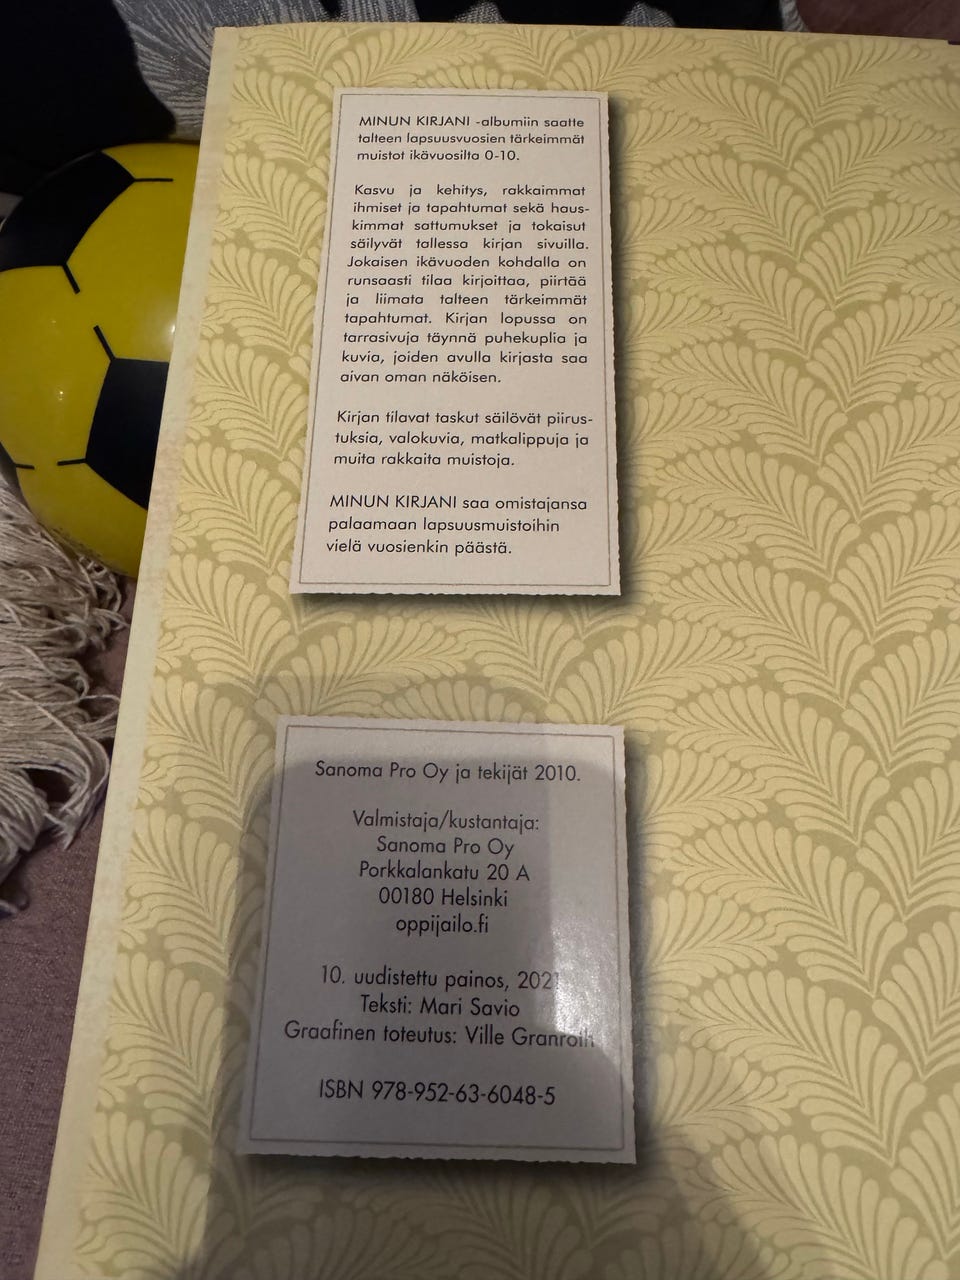 MINUN KIRJANI -albumiin saatte
talteen lapsuusvuosien tärkeimmät
muistot ikävuosilta 0-10.
Kasvu ja kehitys, rakkaimmat
ihmiset ja tapahtumat sekä haus-
kimmat sattumukset ja tokaisut
säilyvät tallessa kirjan sivuilla.
Jokaisen ikävuoden kohdalla on
runsaasti tilaa kirjoittaa, piirtää
ja liimata talteen tärkeimmät
tapahtumat. Kirjan lopussa on
tarrasivuja täynnä puhekuplia ja
kuvia, joiden avulla kirjasta saa
aivan oman näköisen.
Kirjan tilavat taskut säilövät piirus-
tuksia, valokuvia, matkalippuja ja
muita rakkaita muistoja.
MINUN KIRJANI saa omistajansa
palaamaan lapsuusmuistoihin
vielä vuosienkin päästä.
Sanoma Pro Oy ja tekijät 2010.
Valmistaja/kustantaja:
Sanoma Pro Oy
Porkkalankatu 20 A
00180 Helsinki
oppijailo.fi
10. uudistettu painos, 2021
Teksti: Mari Savio
Graafinen toteutus: Ville Granroth
ISBN 978-952-63-6048-5